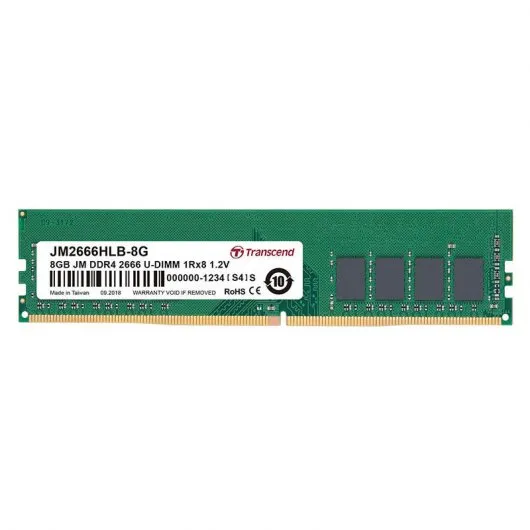 JM2666HLB-8G
Transcend
8GB JM DDR4 2666 U-DIMM 1Rx8 1.2V
000000-1234 [ S4 ] S
10
Made in Taiwan 09.2018 WARRANTY VOID IF REMOVED RoHS C E